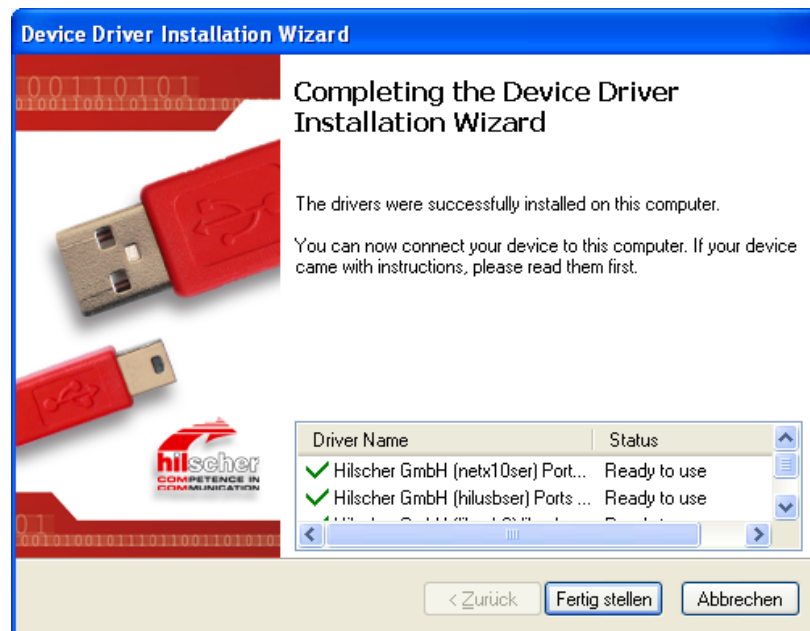 Device Driver Installation Wizard
00110101
Completing the Device Driver
Installation Wizard
The drivers were successfully installed on this computer.
You can now connect your device to this computer. If your device
came with instructions, please read them first.
hilscher
COMPETENCE IN
COMMUNICATION
Driver Name Status
Hilscher GmbH (netx10ser) Port... Ready to use
Hilscher GmbH (hilusbser) Ports ... Ready to use
01
< Zurück Fertig stellen Abbrechen